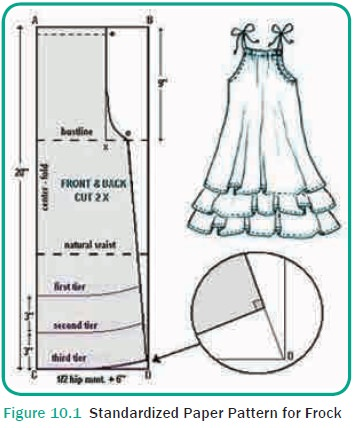 A
B
9"
bustline
x
28"
center - fold
FRONT & BACK
CUT 2 X
natural waist
first tier
3"
second tier
3"
third tier
C
D
1/2 hip mmt. + 6"
D
Figure 10.1 Standardized Paper Pattern for Frock